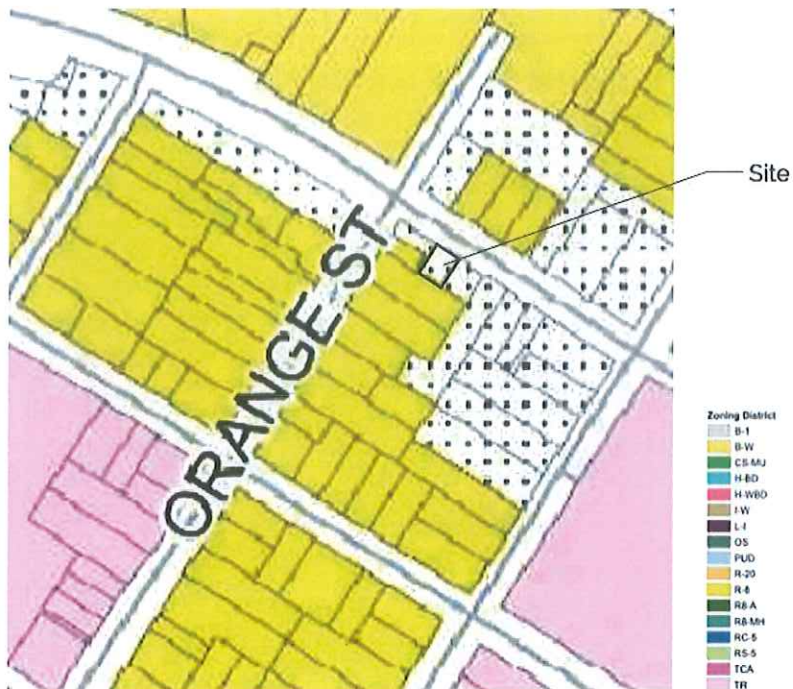 Site
ORANGE ST
Zoning District
B-1
B-W
CS-MU
H-BD
H-WBD
I-W
L-I
OS
PUD
R-20
R-8
R8-A
R8-MH
RC-5
RS-5
TCA
TR